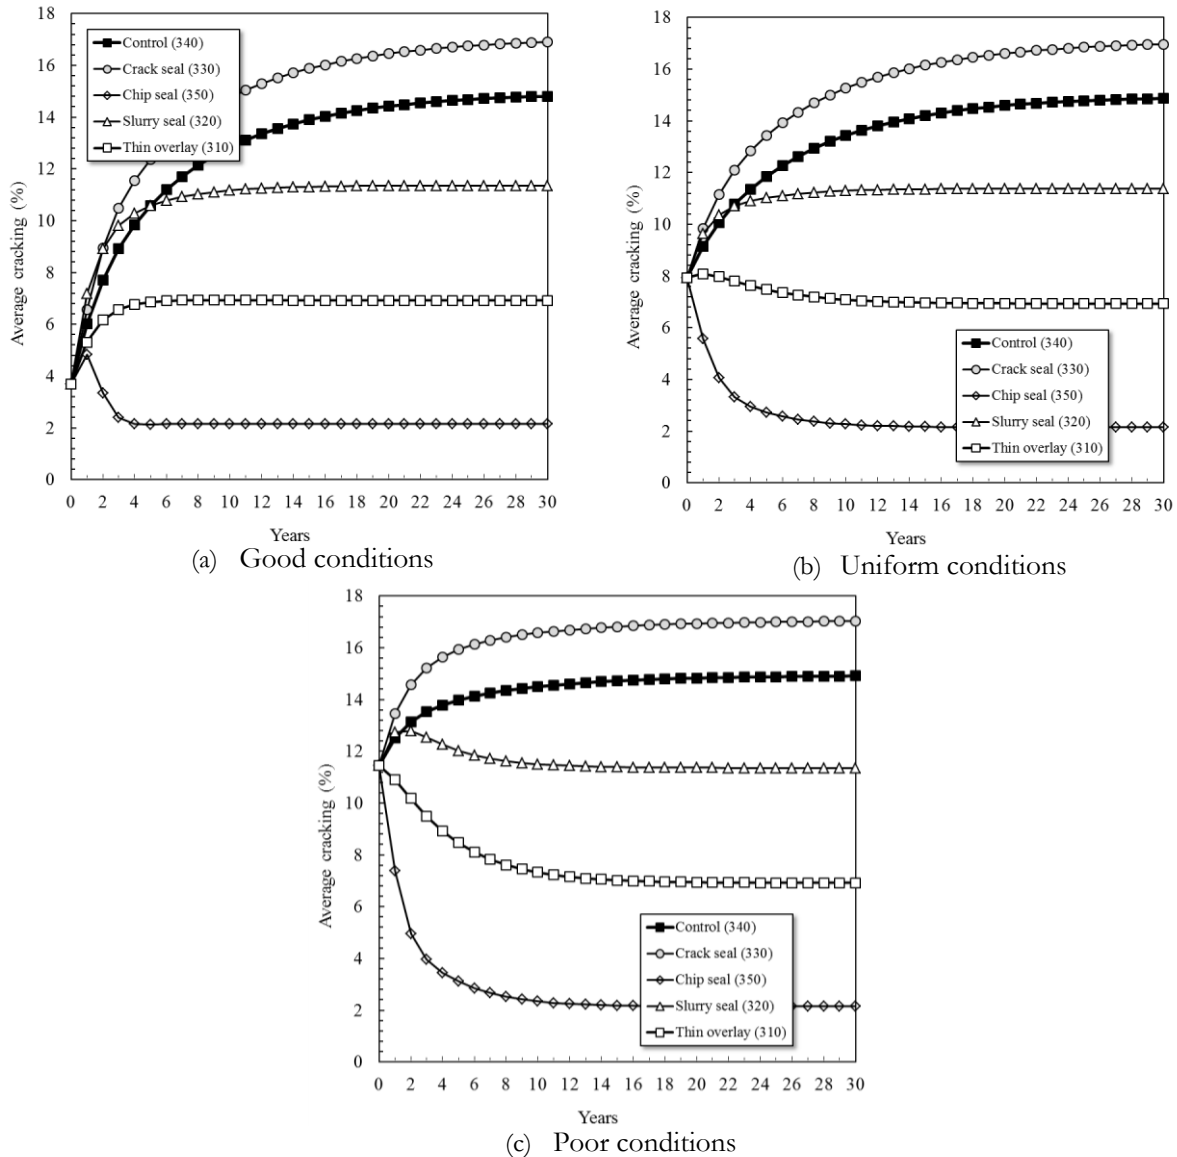 18
16
14
12
10
8
6
4
2
0
Average cracking (%)
Control (340)
Crack seal (330)
Chip seal (350)
Slurry seal (320)
Thin overlay (310)
0 2 4 6 8 10 12 14 16 18 20 22 24 26 28 30
Years
(a) Good conditions
18
16
14
12
10
8
6
4
2
0
Average cracking (%)
Control (340)
Crack seal (330)
Chip seal (350)
Slurry seal (320)
Thin overlay (310)
0 2 4 6 8 10 12 14 16 18 20 22 24 26 28 30
Years
(b) Uniform conditions
18
16
14
12
10
8
6
4
2
0
Average cracking (%)
Control (340)
Crack seal (330)
Chip seal (350)
Slurry seal (320)
Thin overlay (310)
0 2 4 6 8 10 12 14 16 18 20 22 24 26 28 30
Years
(c) Poor conditions